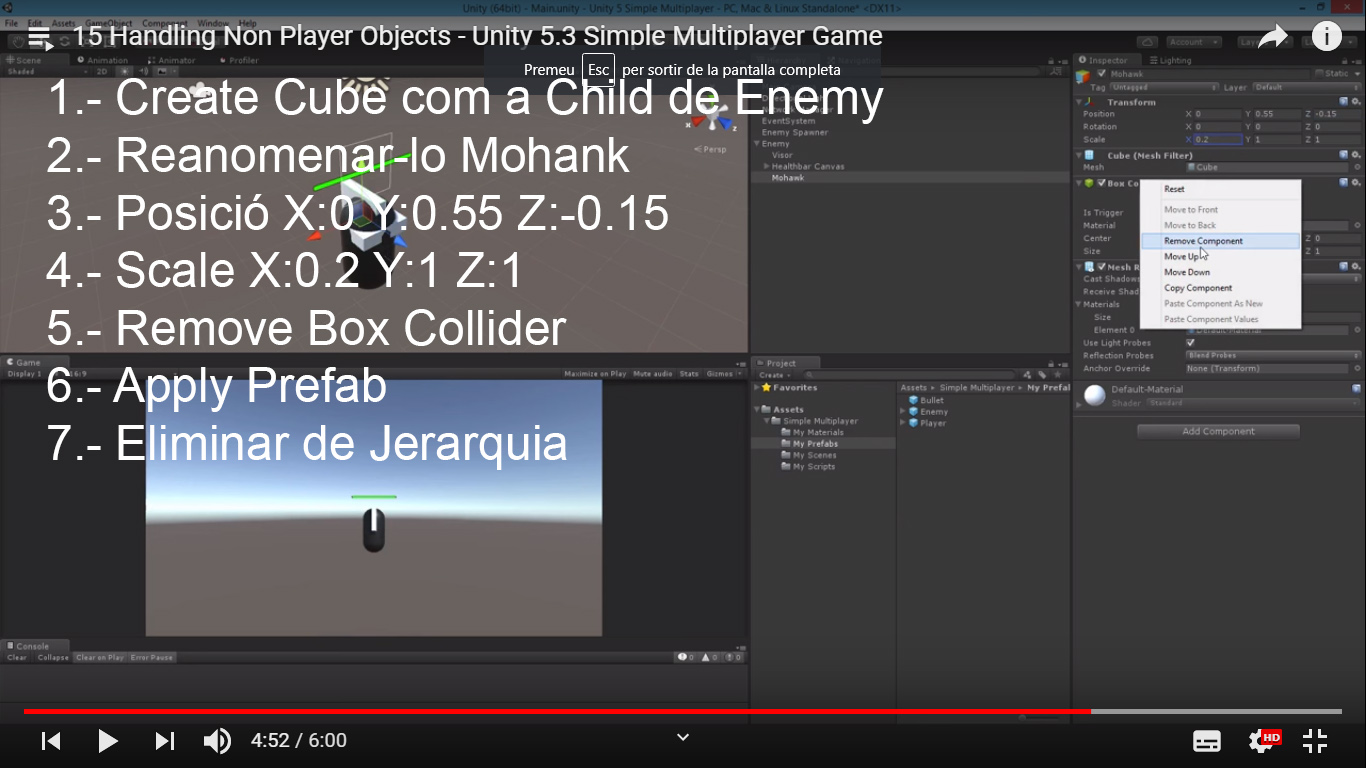 Unity (64bit) - Main.unity - Unity 5 Simple Multiplayer - PC, Mac & Linux Standalone* <DX11>
File Edit Assets GameObject Component Window Help
15 Handling Non Player Objects - Unity 5.3 Simple Multiplayer Game
Premeu Esc per sortir de la pantalla completa
Account
Scene Animation Animator Profiler
Shaded 2D
Persp
1.- Create Cube com a Child de Enemy
2.- Reanomenar-lo Mohank
3.- Posició X:0 Y:0.55 Z:-0.15
4.- Scale X:0.2 Y:1 Z:1
5.- Remove Box Collider
6.- Apply Prefab
7.- Eliminar de Jerarquia
EventSystem
Enemy Spawner
Enemy
Visor
Healthbar Canvas
Mohawk
Inspector Lighting
Mohawk Static
Tag Untagged Layer Default
Transform
Position X 0 Y 0.55 Z -0.15
Rotation X 0 Y 0 Z 0
Scale X 0.2 Y 1 Z 1
Cube (Mesh Filter)
Mesh Cube
Box Co
Is Trigger
Material
Center Z 0
Size Z 1
Reset
Move to Front
Move to Back
Remove Component
Move Up
Move Down
Copy Component
Paste Component As New
Paste Component Values
Mesh R
Cast Shadows
Receive Shad
Materials
Size
Element 0 Default-Material
Use Light Probes
Reflection Probes Blend Probes
Anchor Override None (Transform)
Default-Material
Shader Standard
Add Component
Game
Display 1 16:9 Maximize on Play Mute audio Stats Gizmos
Project
Create
Favorites
Assets
Simple Multiplayer
My Materials
My Prefabs
My Scenes
My Scripts
Assets Simple Multiplayer My Prefal
Bullet
Enemy
Player
Console
Clear Collapse Clear on Play Error Pause 0 0 0
4:52 / 6:00
HD